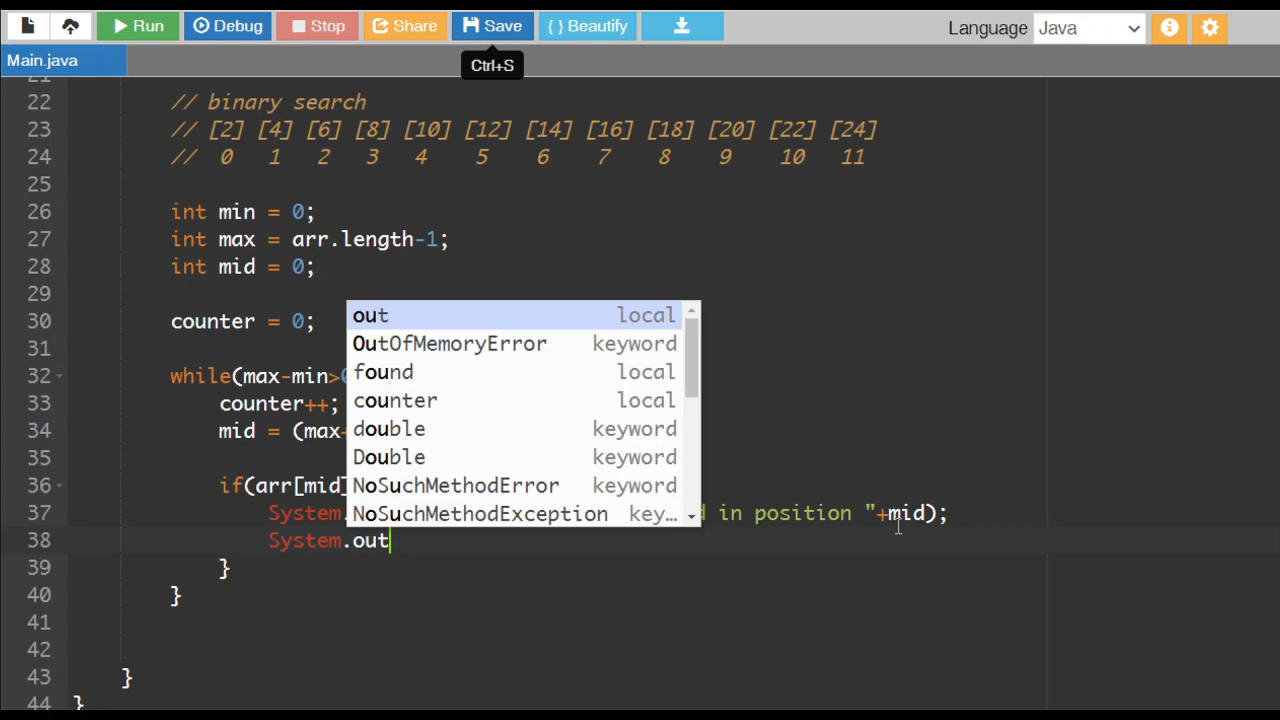 Run Debug Stop Share Save { } Beautify Language Java
Main.java
Ctrl+S
21
22 // binary search
23 // [2] [4] [6] [8] [10] [12] [14] [16] [18] [20] [22] [24]
24 // 0 1 2 3 4 5 6 7 8 9 10 11
25
26 int min = 0;
27 int max = arr.length-1;
28 int mid = 0;
29
30 counter = 0;
31
32 while(max-min>
33 counter++;
34 mid = (max
35
36 if(arr[mid]
37 System. in position "+mid);
38 System.out
39 }
40 }
41
42
43 }
44 }
out local
OutOfMemoryError keyword
found local
counter local
double keyword
Double keyword
NoSuchMethodError keyword
NoSuchMethodException key…